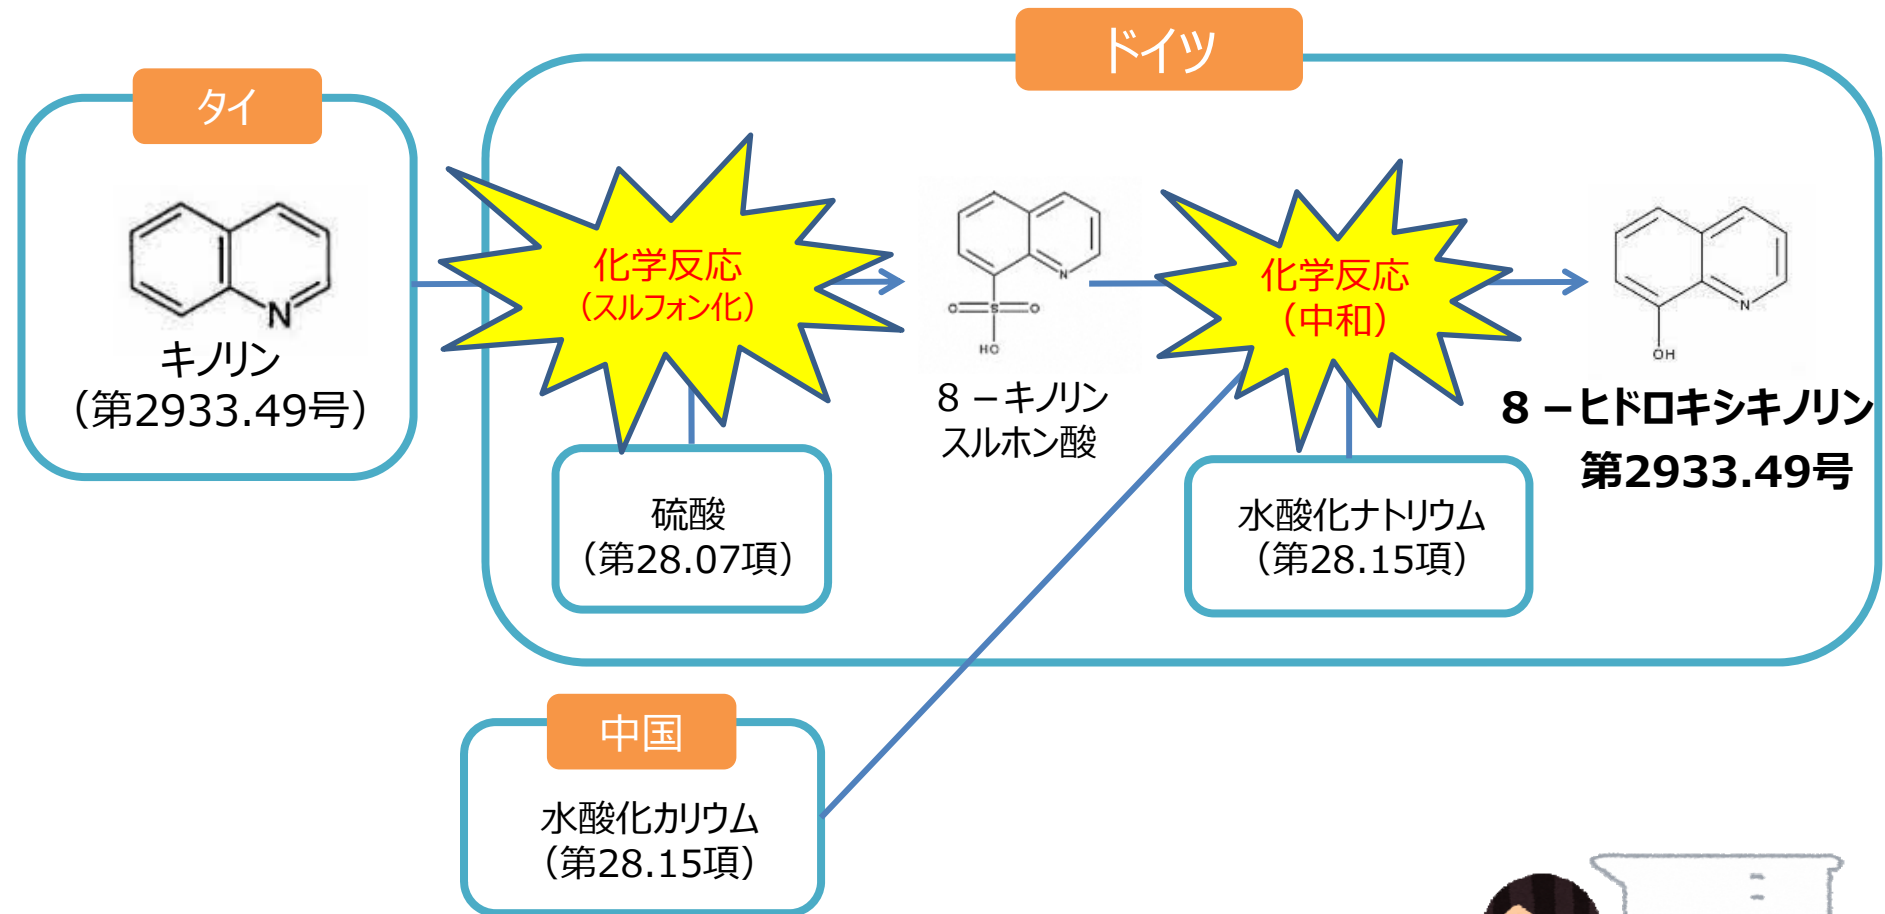 ドイツ
タイ
N
キノリン
（第2933.49号）
化学反応
（スルフォン化）
硫酸
（第28.07項）
N
O S O
HO
８－キノリン
スルホン酸
化学反応
（中和）
水酸化ナトリウム
（第28.15項）
N
OH
８－ヒドロキシキノリン
第2933.49号
中国
水酸化カリウム
（第28.15項）